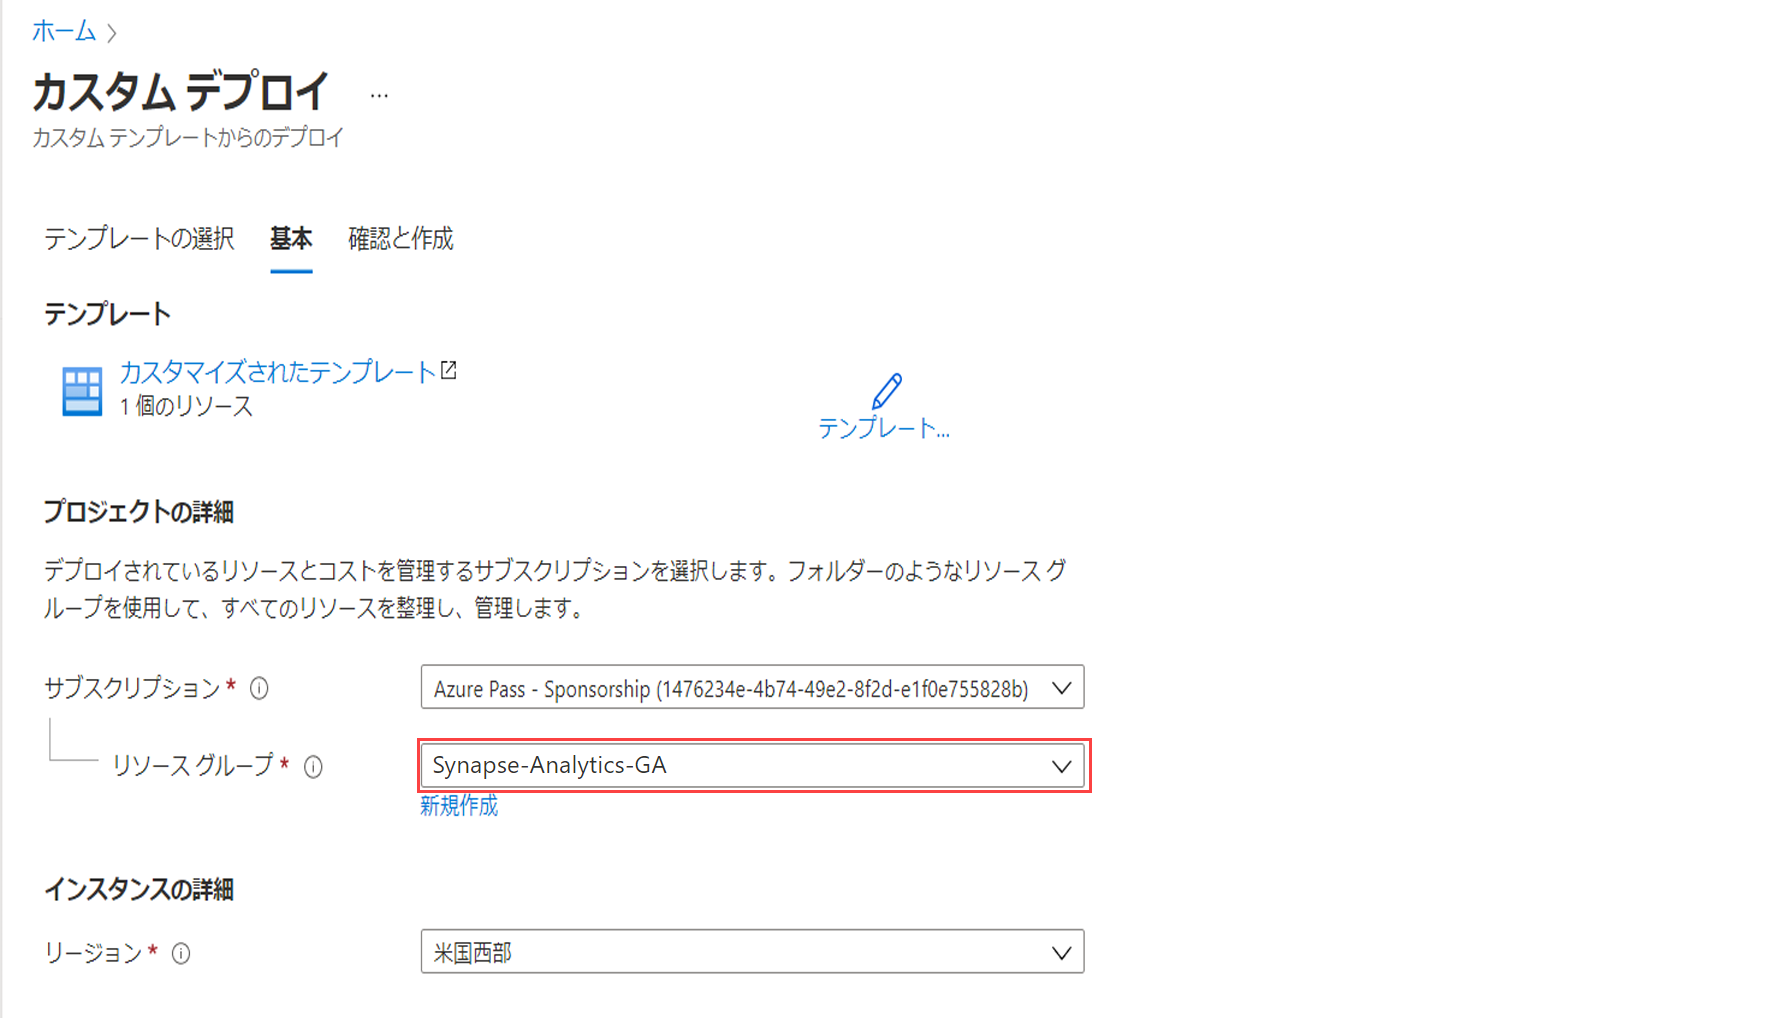 ホーム
カスタム デプロイ ...
カスタム テンプレートからのデプロイ
テンプレートの選択 基本 確認と作成
テンプレート
カスタマイズされたテンプレート
1 個のリソース
テンプレート...
プロジェクトの詳細
デプロイされているリソースとコストを管理するサブスクリプションを選択します。フォルダーのようなリソース グ
ループを使用して、すべてのリソースを整理し、管理します。
サブスクリプション *
Azure Pass - Sponsorship (1476234e-4b74-49e2-8f2d-e1f0e755828b)
リソース グループ *
Synapse-Analytics-GA
新規作成
インスタンスの詳細
リージョン *
米国西部